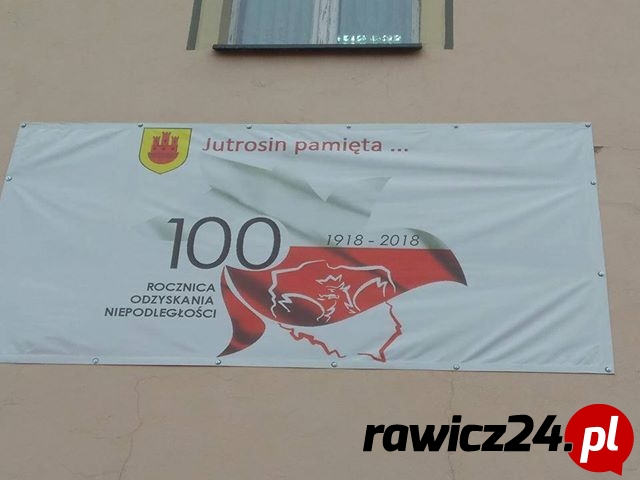 Jutrosin pamięta ...
100
1918 - 2018
ROCZNICA
ODZYSKANIA
NIEPODLEGŁOŚCI
rawicz24.pl